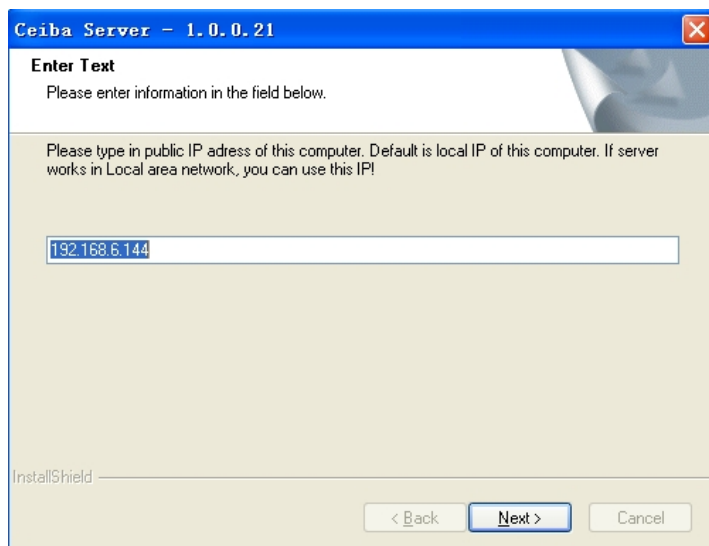 Ceiba Server - 1.0.0.21
Enter Text
Please enter information in the field below.
Please type in public IP adress of this computer. Default is local IP of this computer. If server
works in Local area network, you can use this IP!
192.168.6.144
InstallShield
< Back
Next >
Cancel